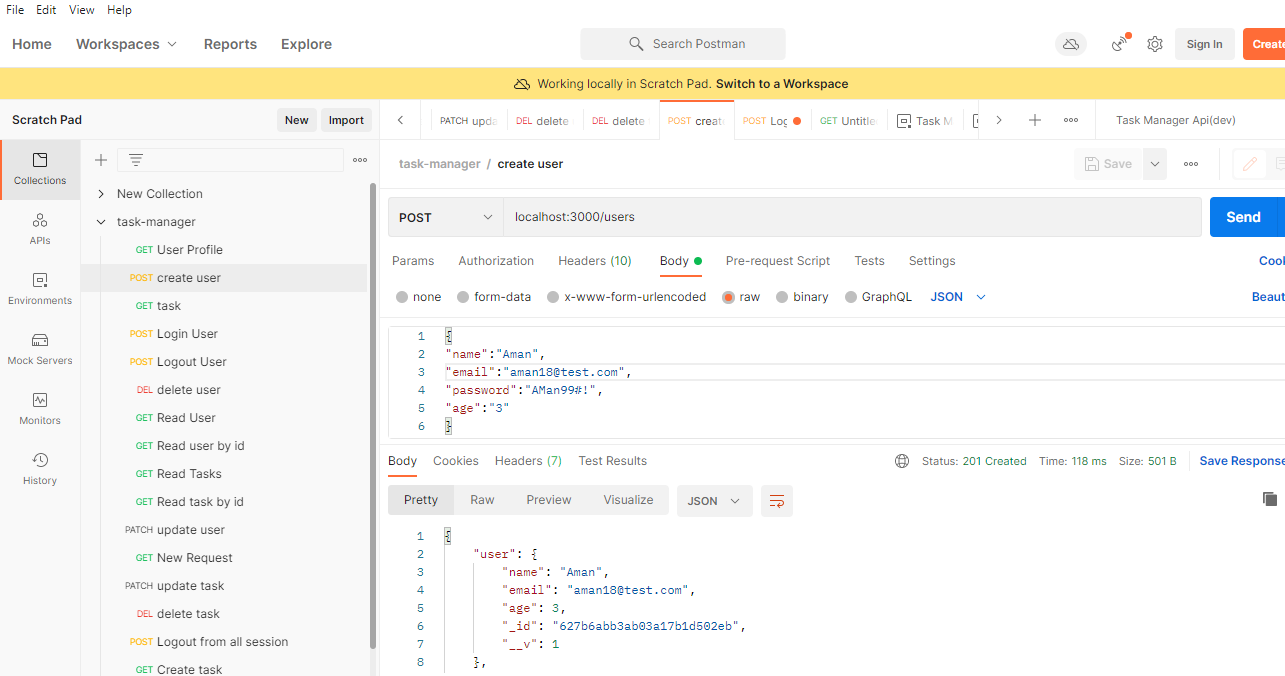 File Edit View Help
Home Workspaces Reports Explore Search Postman Sign In Create
Working locally in Scratch Pad. Switch to a Workspace
Scratch Pad New Import PATCH upda DEL delete DEL delete POST creat POST Log GET Untitle Task M Task Manager Api(dev)
task-manager / create user Save
Collections
APIs
Environments
Mock Servers
Monitors
History
New Collection
task-manager
GET User Profile
POST create user
GET task
POST Login User
POST Logout User
DEL delete user
GET Read User
GET Read user by id
GET Read Tasks
GET Read task by id
PATCH update user
GET New Request
PATCH update task
DEL delete task
POST Logout from all session
GET Create task
POST localhost:3000/users Send
Params Authorization Headers (10) Body Pre-request Script Tests Settings Cook
none form-data x-www-form-urlencoded raw binary GraphQL JSON Beaut
1 {
2 "name":"Aman",
3 "email":"aman18@test.com",
4 "password":"AMan99#!",
5 "age":"3"
6 }
Body Cookies Headers (7) Test Results Status: 201 Created Time: 118 ms Size: 501 B Save Response
Pretty Raw Preview Visualize JSON
1 {
2 "user": {
3 "name": "Aman",
4 "email": "aman18@test.com",
5 "age": 3,
6 "_id": "627b6abb3ab03a17b1d502eb",
7 "__v": 1
8 },